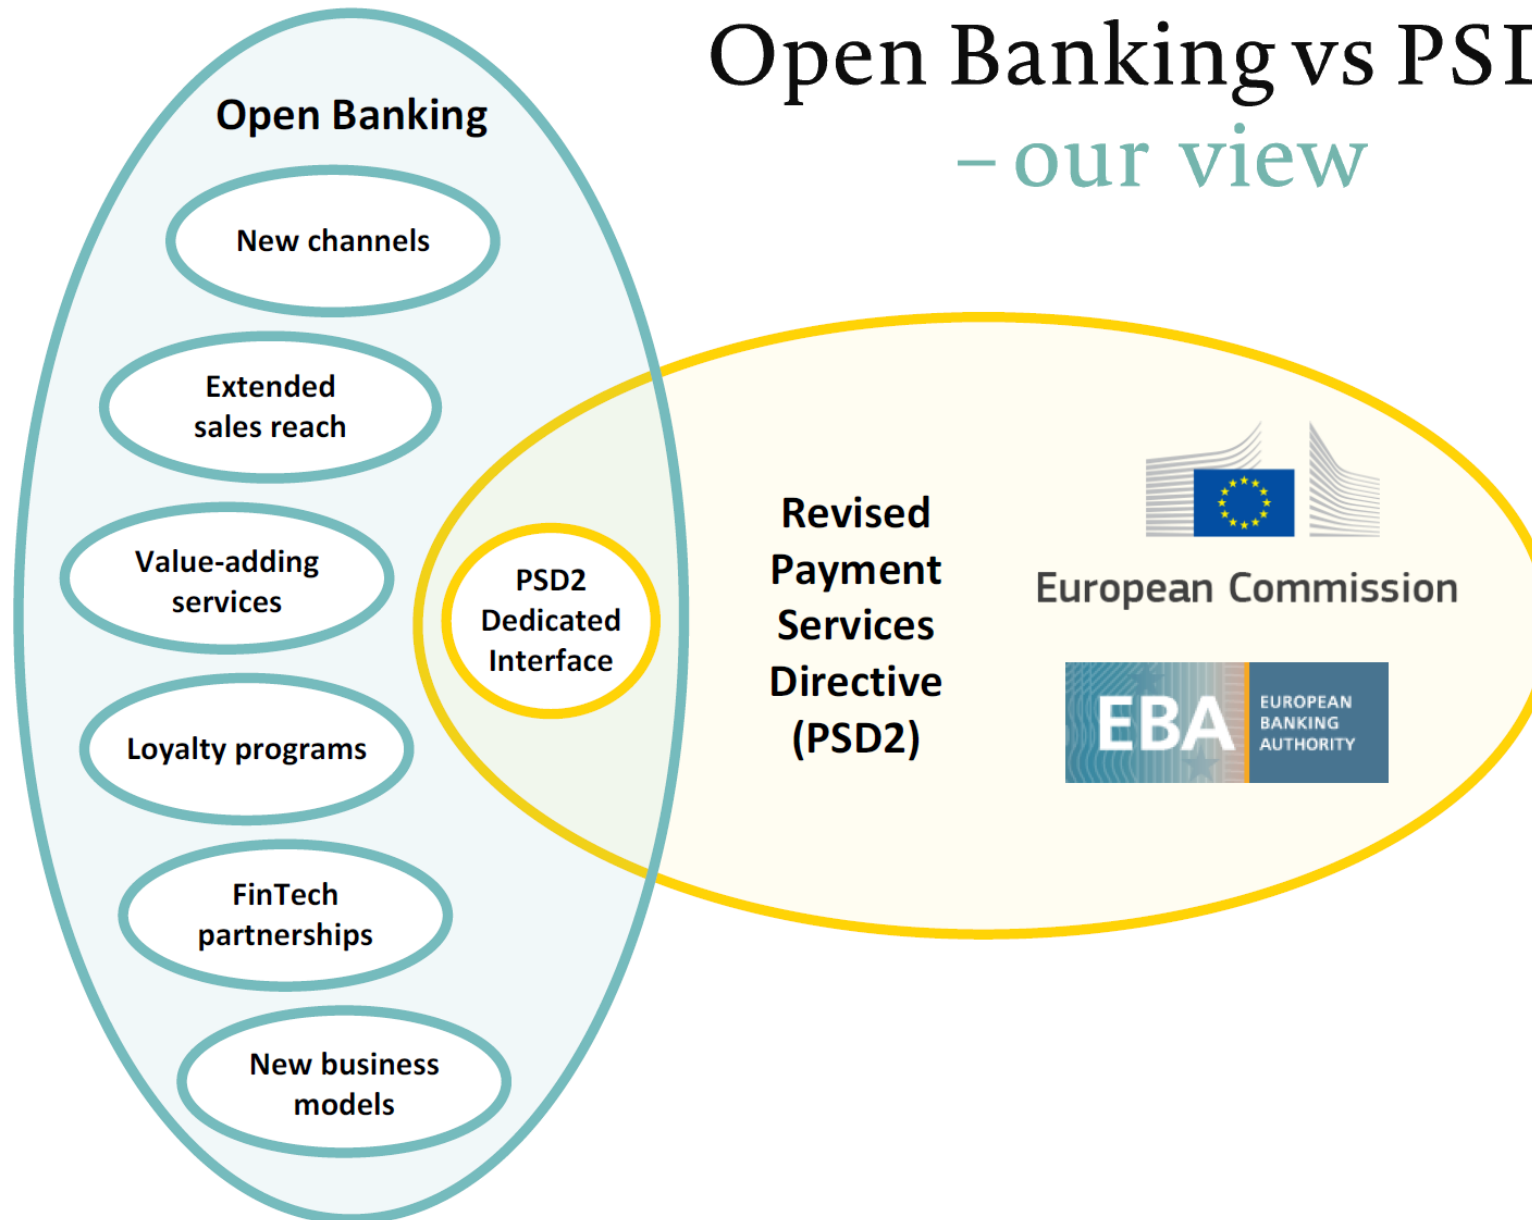 Open Banking vs PSD
– our view
Open Banking
New channels
Extended
sales reach
Value-adding
services
Loyalty programs
FinTech
partnerships
New business
models
PSD2
Dedicated
Interface
Revised
Payment
Services
Directive
(PSD2)
European Commission
EBA
EUROPEAN
BANKING
AUTHORITY